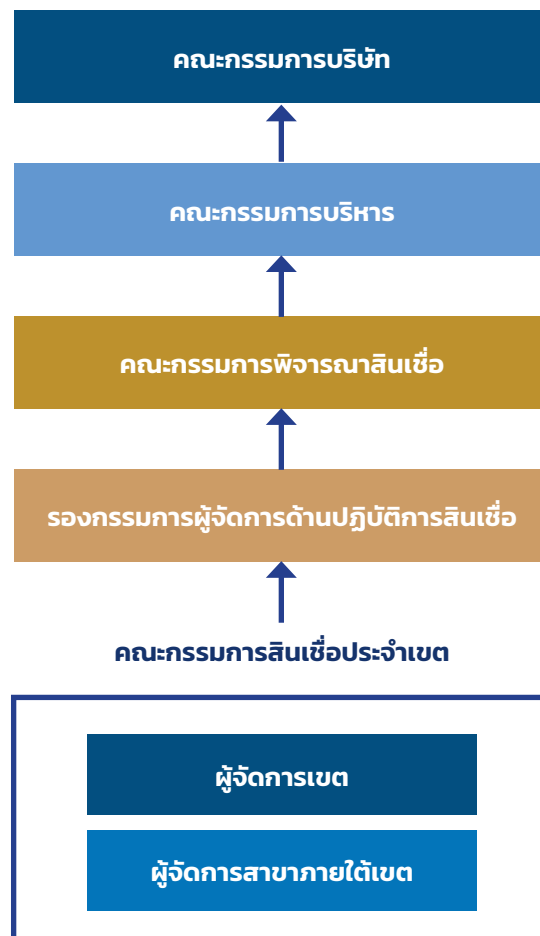 คณะกรรมการบริษัท
คณะกรรมการบริหาร
คณะกรรมการพิจารณาสินเชื่อ
รองกรรมการผู้จัดการด้านปฏิบัติการสินเชื่อ
คณะกรรมการสินเชื่อประจำเขต
ผู้จัดการเขต
ผู้จัดการสาขาภายใต้เขต